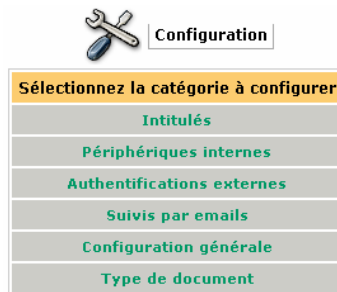 Configuration
Sélectionnez la catégorie à configurer
Intitulés
Périphériques internes
Authentifications externes
Suivis par emails
Configuration générale
Type de document